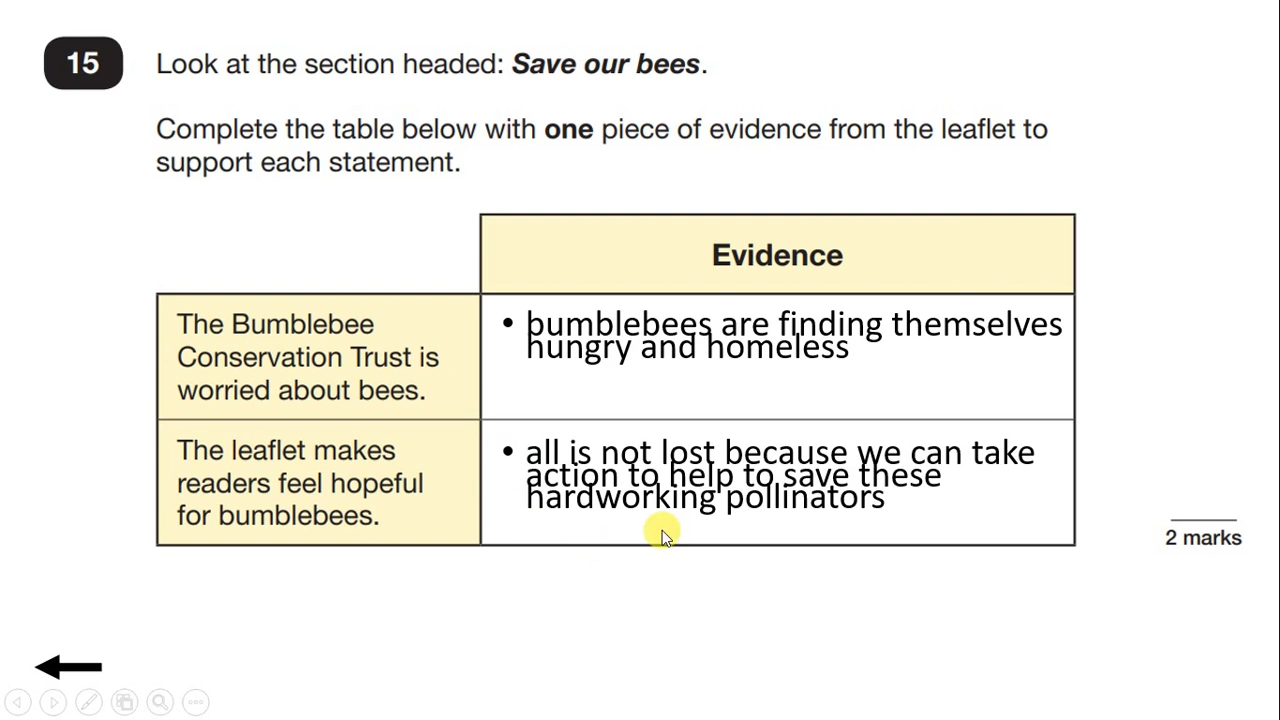 15
Look at the section headed: Save our bees.
Complete the table below with one piece of evidence from the leaflet to
support each statement.
Evidence
The Bumblebee
Conservation Trust is
worried about bees.
• bumblebees are finding themselves
hungry and homeless
The leaflet makes
readers feel hopeful
for bumblebees.
• all is not lost because we can take
action to help to save these
hardworking pollinators
2 marks